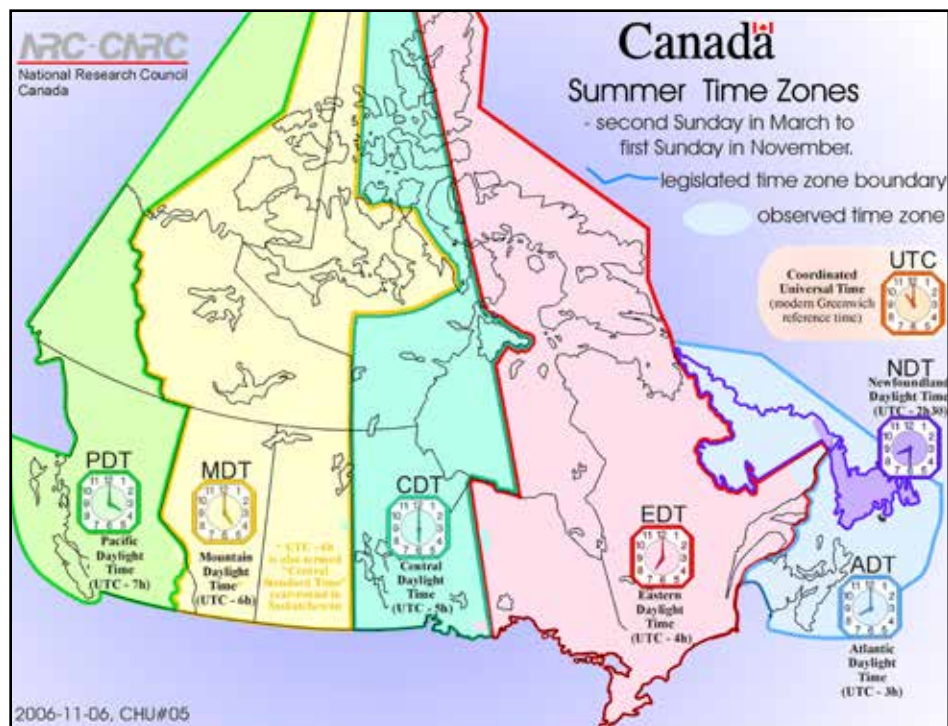 NRC-CNRC
National Research Council
Canada
Canada
Summer Time Zones
- second Sunday in March to
first Sunday in November.
legislated time zone boundary
observed time zone
UTC
Coordinated
Universal Time
(modern Greenwich
reference time)
NDT
Newfoundland
Daylight Time
(UTC - 2h30)
PDT
Pacific
Daylight
Time
(UTC - 7h)
MDT
Mountain
Daylight
Time
(UTC - 6h)
* UTC - 6h
is also termed
"Central
Standard Time"
year-round in
Saskatchewan
CDT
Central
Daylight
Time
(UTC - 5h)
EDT
Eastern
Daylight
Time
(UTC - 4h)
ADT
Atlantic
Daylight
Time
(UTC - 3h)
2006-11-06, CHU#05